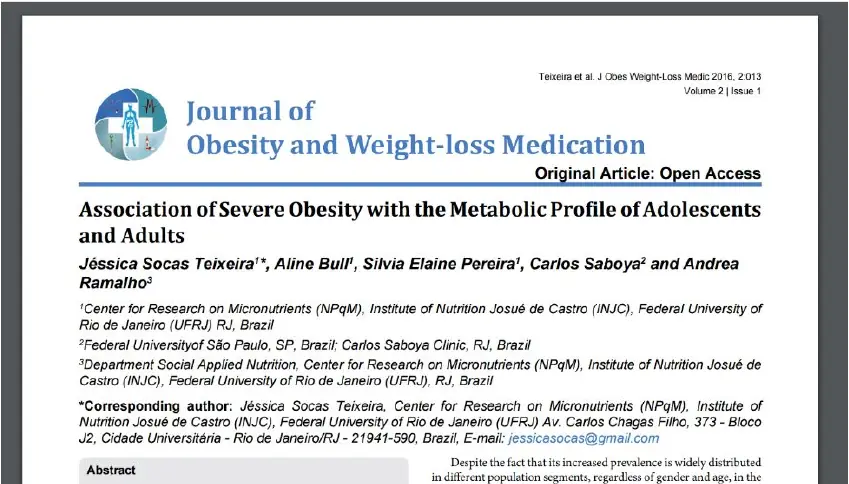 Teixeira et al. J Obes Weight-Loss Medic 2016, 2:013
Volume 2 | Issue 1
Journal of
Obesity and Weight-loss Medication
Original Article: Open Access
Association of Severe Obesity with the Metabolic Profile of Adolescents
and Adults
Jéssica Socas Teixeira¹*, Aline Bull¹, Silvia Elaine Pereira¹, Carlos Saboya² and Andrea
Ramalho³
¹Center for Research on Micronutrients (NPqM), Institute of Nutrition Josué de Castro (INJC), Federal University of
Rio de Janeiro (UFRJ) RJ, Brazil
²Federal Universityof São Paulo, SP, Brazil; Carlos Saboya Clinic, RJ, Brazil
³Department Social Applied Nutrition, Center for Research on Micronutrients (NPqM), Institute of Nutrition Josué de
Castro (INJC), Federal University of Rio de Janeiro (UFRJ), RJ, Brazil
*Corresponding author: Jéssica Socas Teixeira, Center for Research on Micronutrients (NPqM), Institute of
Nutrition Josué de Castro (INJC), Federal University of Rio de Janeiro (UFRJ) Av. Carlos Chagas Filho, 373 - Bloco
J2, Cidade Universitária - Rio de Janeiro/RJ - 21941-590, Brazil, E-mail: jessicasocas@gmail.com
Abstract
Despite the fact that its increased prevalence is widely distributed
in different population segments, regardless of gender and age, in the